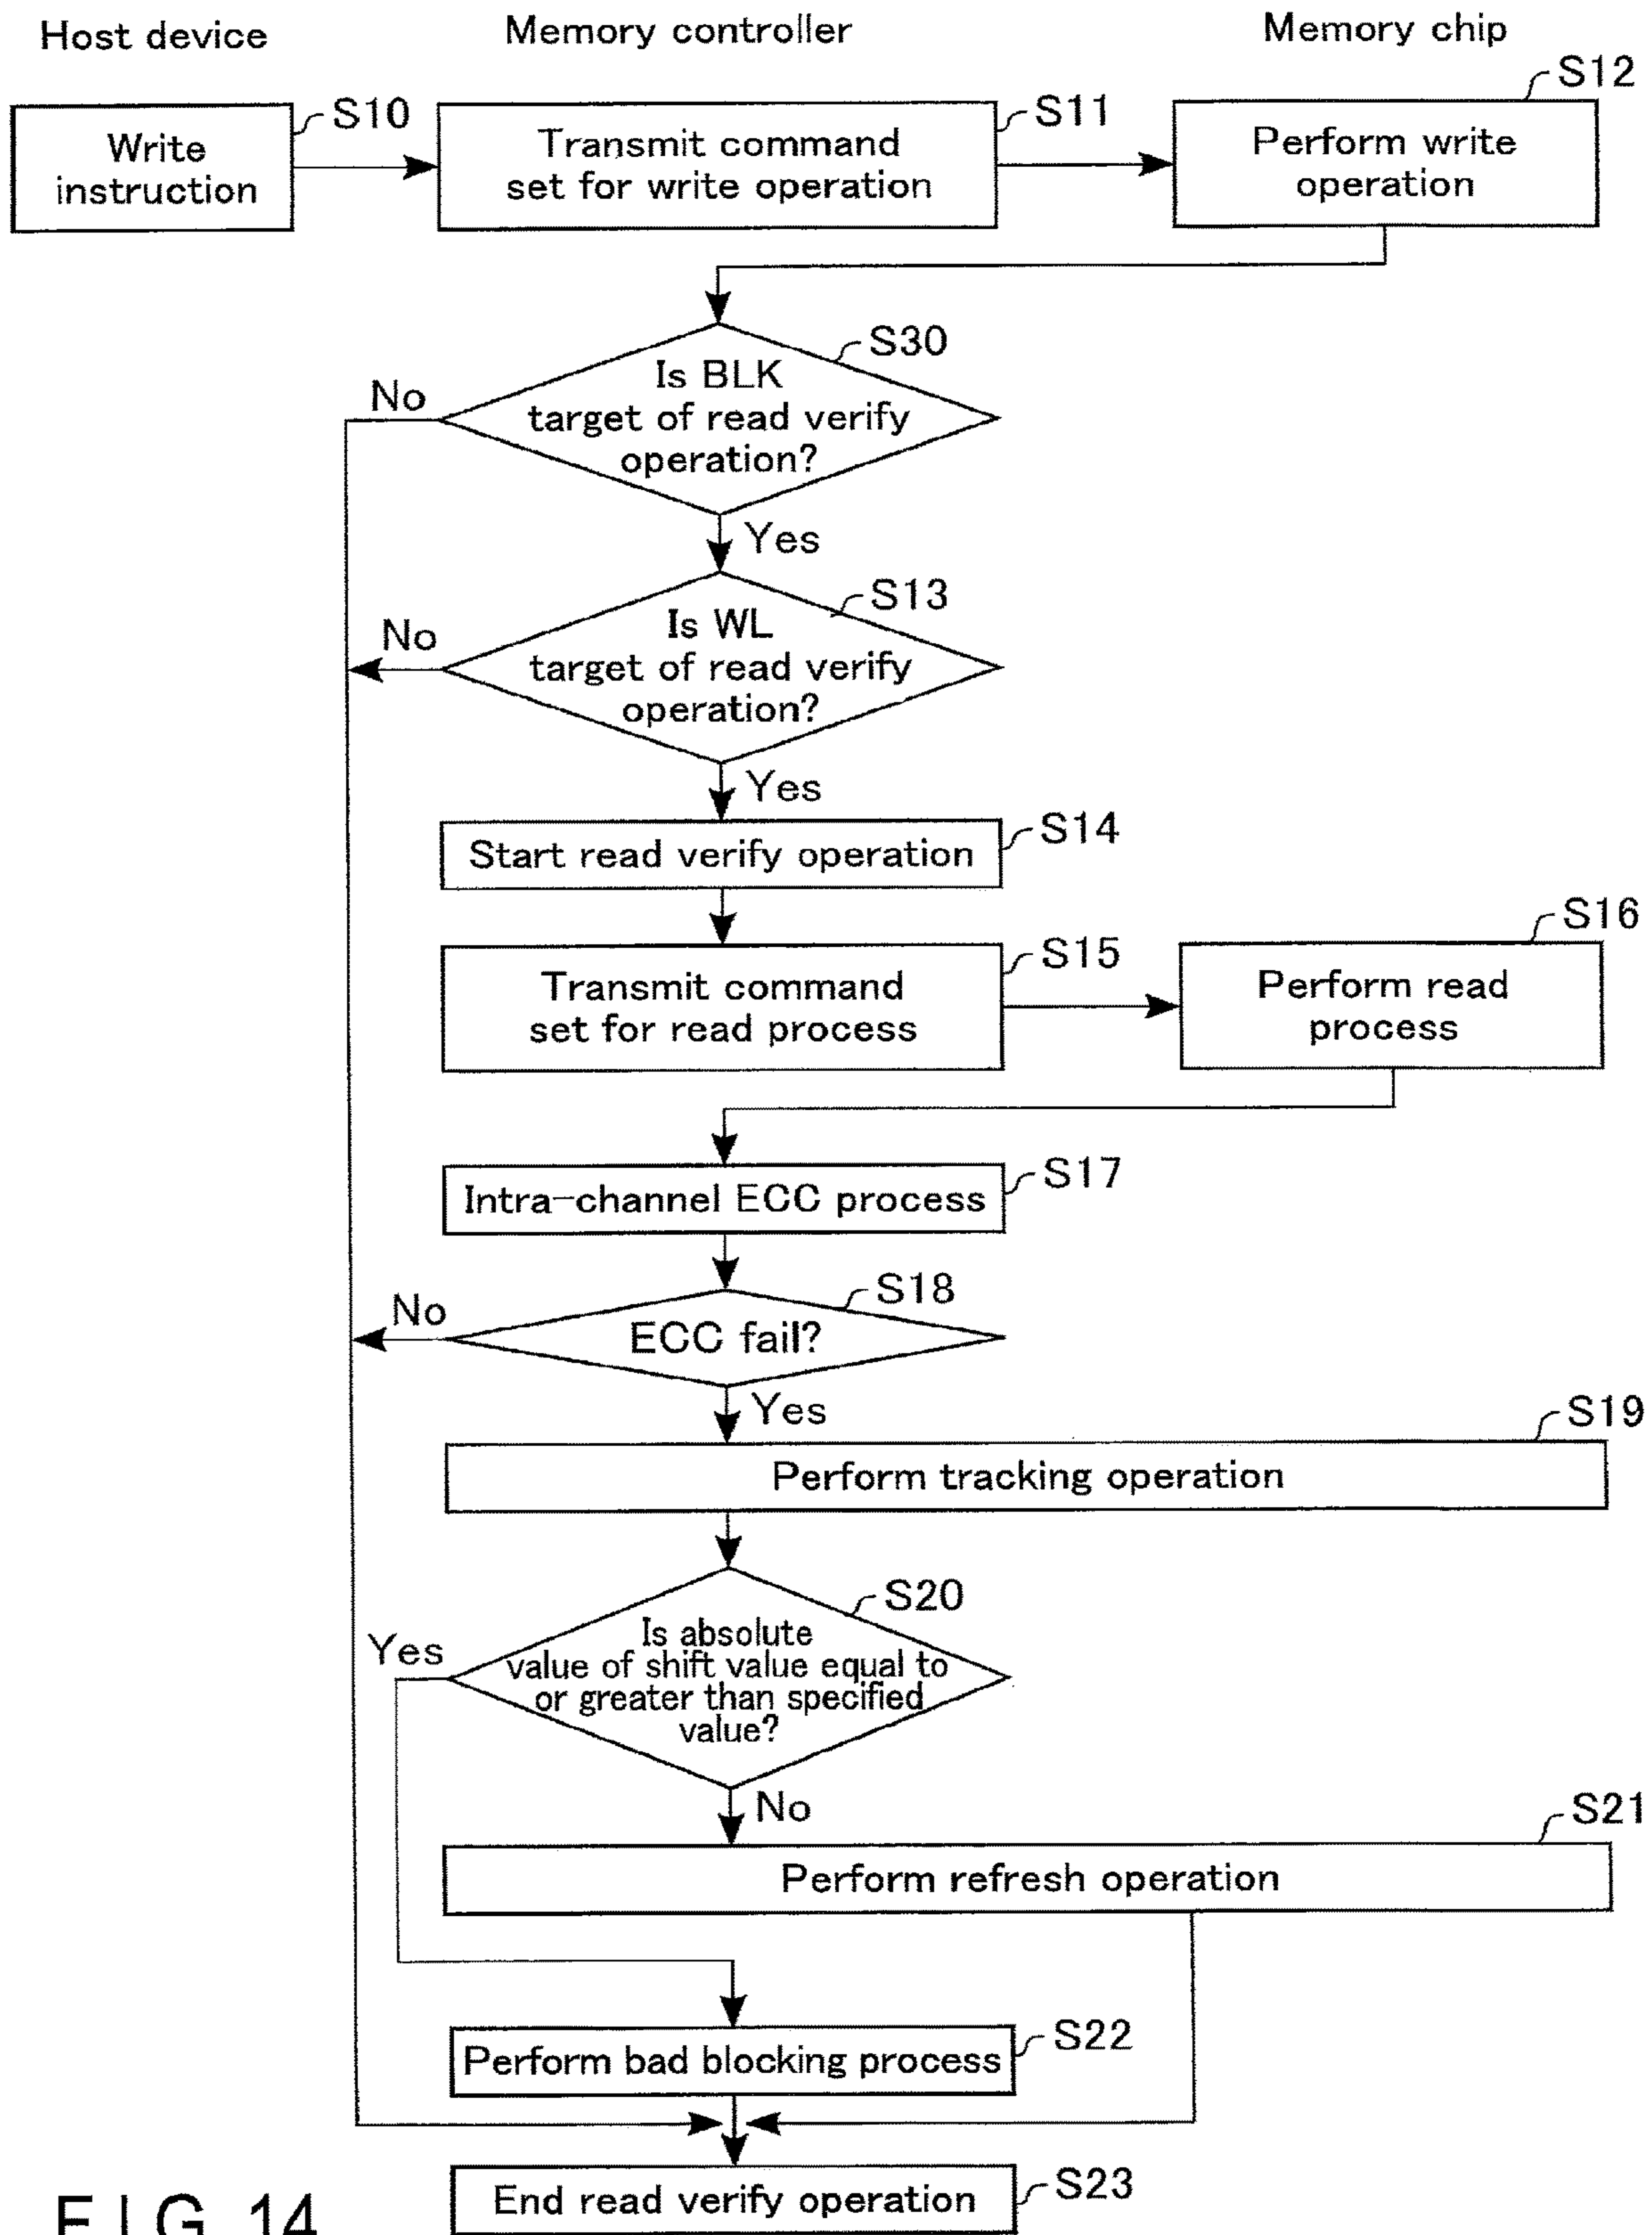 Host device
Memory controller
Memory chip
S10
S11
S12
Write
instruction
Transmit command
set for write operation
Perform write
operation
S30
Is BLK
target of read verify
operation?
No
Yes
S13
Is WL
target of read verify
operation?
No
Yes
S14
Start read verify operation
S15
Transmit command
set for read process
S16
Perform read
process
S17
Intra-channel ECC process
S18
ECC fail?
No
Yes
S19
Perform tracking operation
S20
Is absolute
value of shift value equal to
or greater than specified
value?
Yes
No
S21
Perform refresh operation
S22
Perform bad blocking process
S23
End read verify operation
FIG. 14